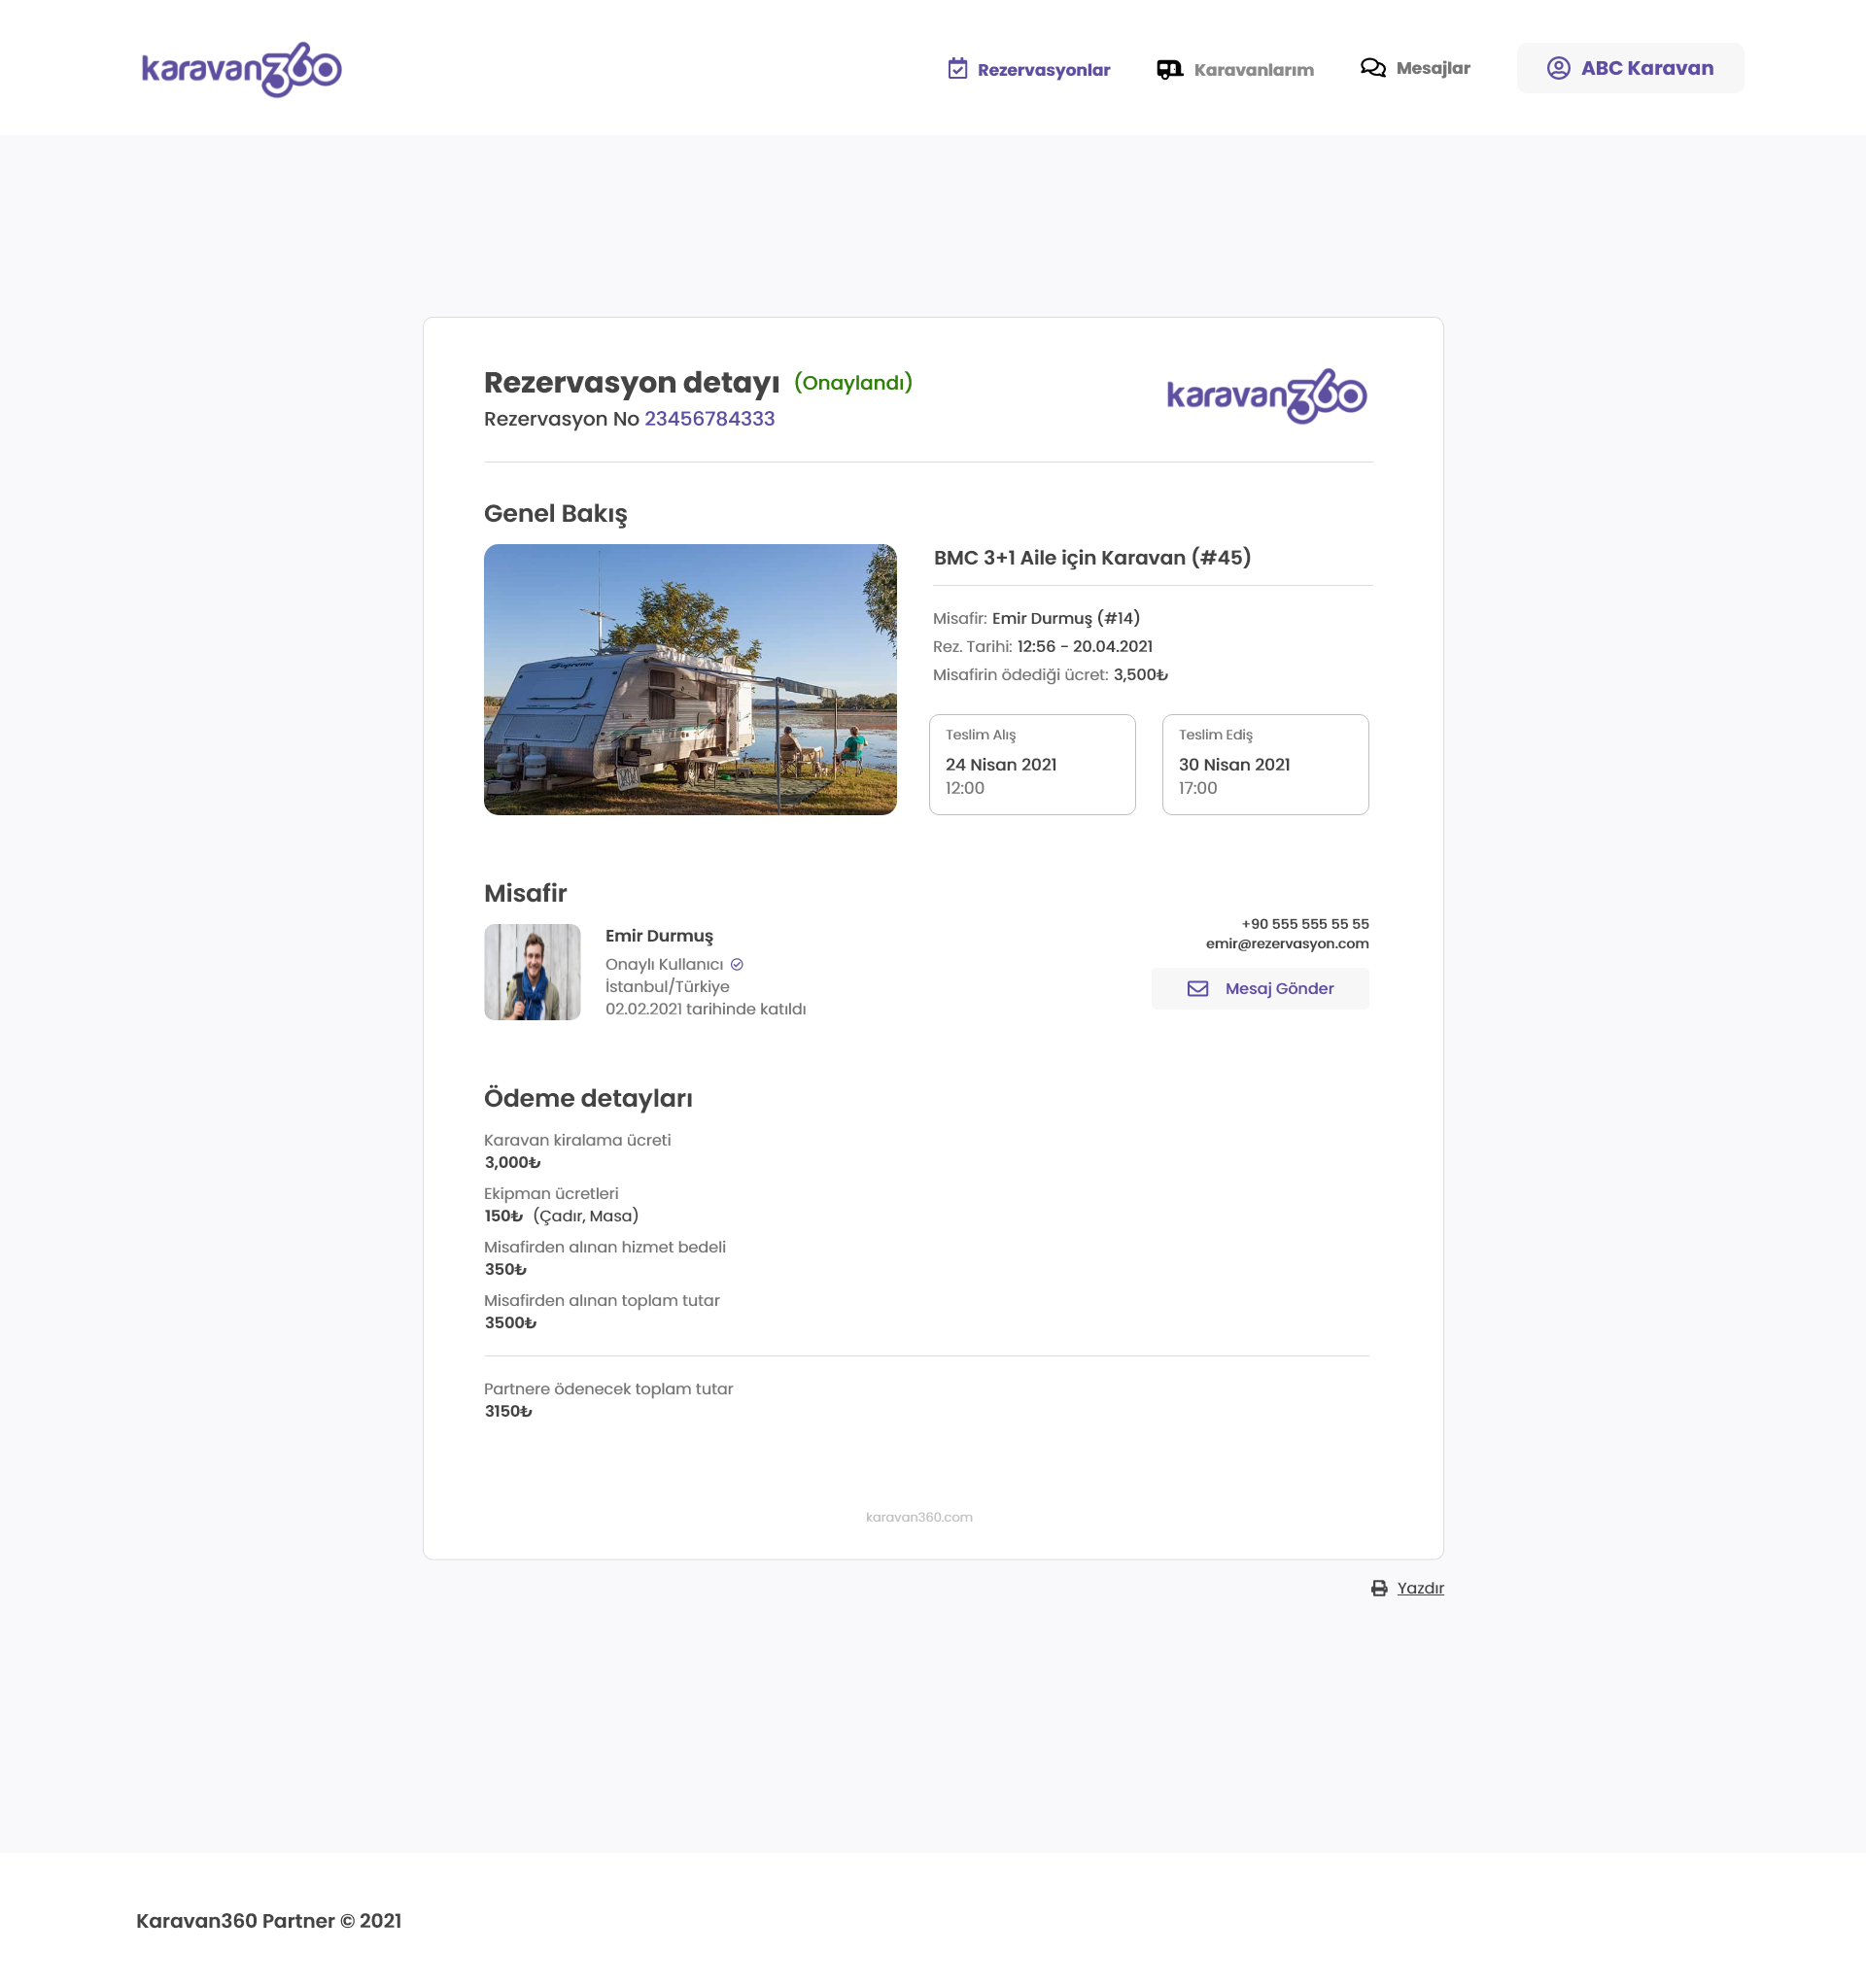 karavan360
Rezervasyonlar
Karavanlarım
Mesajlar
ABC Karavan
Rezervasyon detayı (Onaylandı)
Rezervasyon No 23456784333
karavan360
Genel Bakış
Supreme
BMC 3+1 Aile için Karavan (#45)
Misafir: Emir Durmuş (#14)
Rez. Tarihi: 12:56 - 20.04.2021
Misafirin ödediği ücret: 3,500₺
Teslim Alış
24 Nisan 2021
12:00
Teslim Ediş
30 Nisan 2021
17:00
Misafir
Emir Durmuş
Onaylı Kullanıcı
İstanbul/Türkiye
02.02.2021 tarihinde katıldı
+90 555 555 55 55
emir@rezervasyon.com
Mesaj Gönder
Ödeme detayları
Karavan kiralama ücreti
3,000₺
Ekipman ücretleri
150₺ (Çadır, Masa)
Misafirden alınan hizmet bedeli
350₺
Misafirden alınan toplam tutar
3500₺
Partnere ödenecek toplam tutar
3150₺
karavan360.com
Yazdır
Karavan360 Partner © 2021